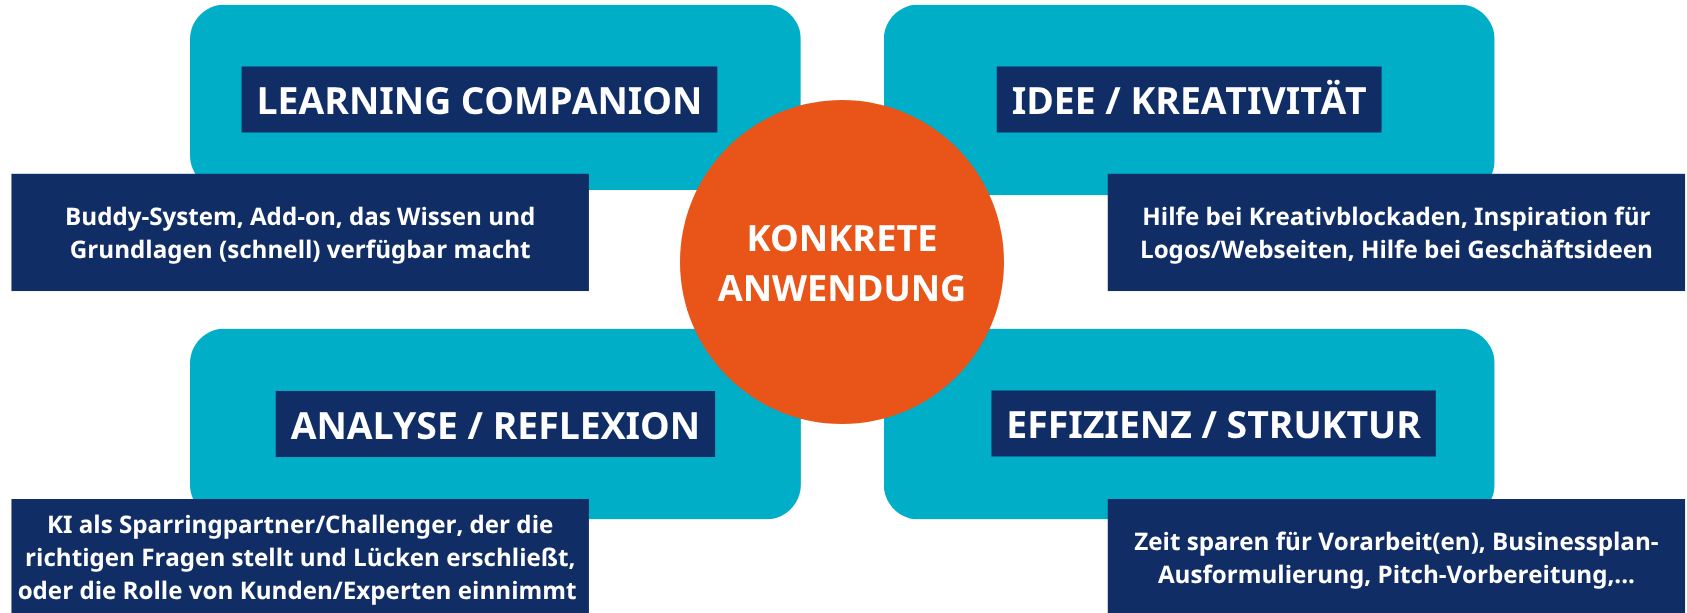 LEARNING COMPANION
Buddy-System, Add-on, das Wissen und
Grundlagen (schnell) verfügbar macht
IDEE / KREATIVITÄT
Hilfe bei Kreativblockaden, Inspiration für
Logos/Webseiten, Hilfe bei Geschäftsideen
KONKRETE
ANWENDUNG
ANALYSE / REFLEXION
KI als Sparringpartner/Challenger, der die
richtigen Fragen stellt und Lücken erschließt,
oder die Rolle von Kunden/Experten einnimmt
EFFIZIENZ / STRUKTUR
Zeit sparen für Vorarbeit(en), Businessplan-
Ausformulierung, Pitch-Vorbereitung,...